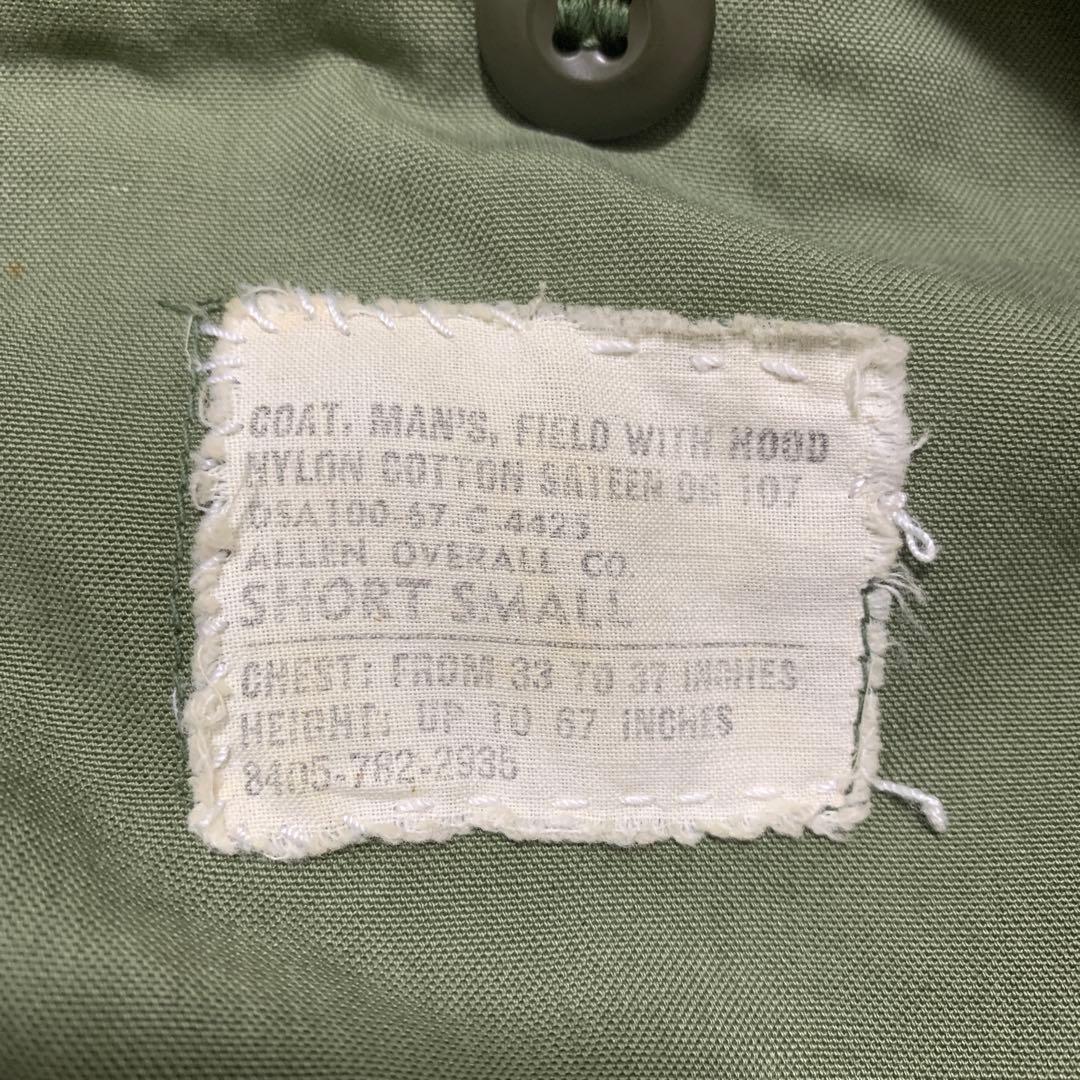 COAT, MAN'S, FIELD WITH HOOD
NYLON COTTON SATEEN OG 107
DSA100-67-C-4425
ALLEN OVERALL CO.
SHORT SMALL
CHEST: FROM 33 TO 37 INCHES
HEIGHT: UP TO 67 INCHES
8405-782-2935